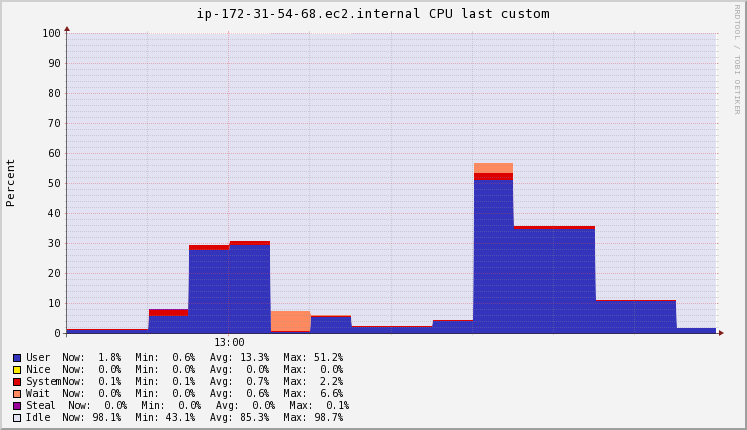 ip-172-31-54-68.ec2.internal CPU last custom
RRDTOOL / TOBI OETIKER
Percent
100
90
80
70
60
50
40
30
20
10
0
13:00
User Now: 1.8% Min: 0.6% Avg: 13.3% Max: 51.2%
Nice Now: 0.0% Min: 0.0% Avg: 0.0% Max: 0.0%
System Now: 0.1% Min: 0.1% Avg: 0.7% Max: 2.2%
Wait Now: 0.0% Min: 0.0% Avg: 0.6% Max: 6.6%
Steal Now: 0.0% Min: 0.0% Avg: 0.0% Max: 0.1%
Idle Now: 98.1% Min: 43.1% Avg: 85.3% Max: 98.7%